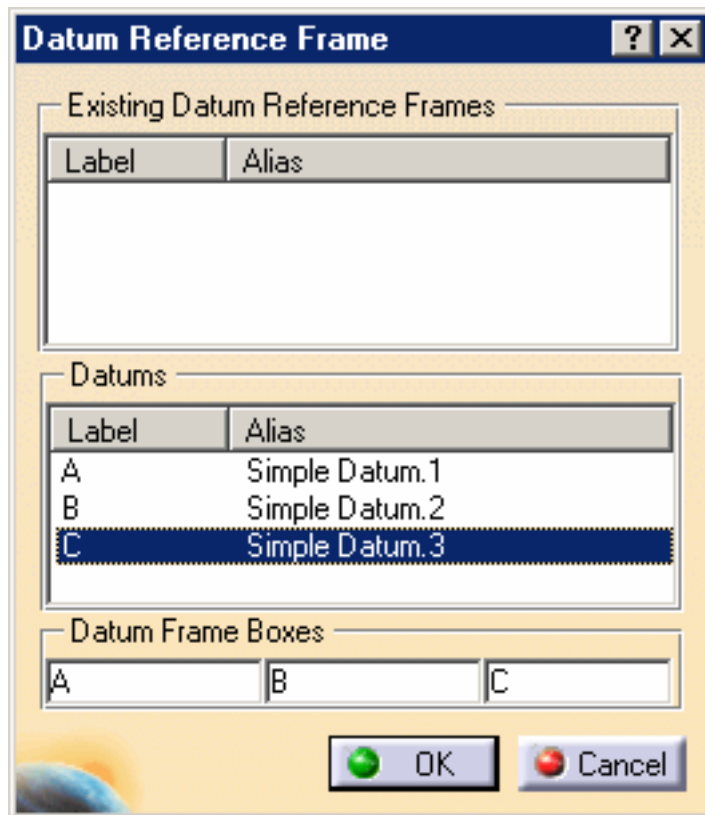 Datum Reference Frame
Existing Datum Reference Frames
Label Alias
Datums
Label Alias
A Simple Datum.1
B Simple Datum.2
C Simple Datum.3
Datum Frame Boxes
A B C
OK Cancel